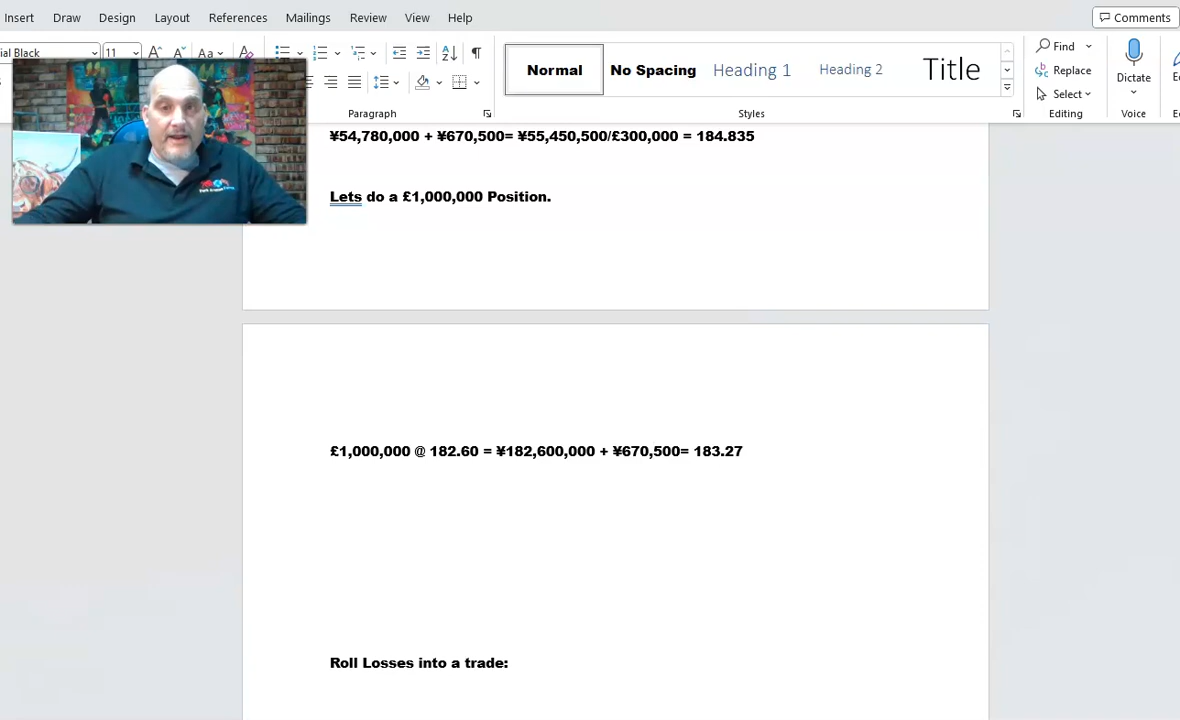 Insert Draw Design Layout References Mailings Review View Help Comments
ial Black 11 Aa Normal No Spacing Heading 1 Heading 2 Title Find Replace Select Dictate
Paragraph Styles Editing Voice
¥54,780,000 + ¥670,500= ¥55,450,500/£300,000 = 184.835
Lets do a £1,000,000 Position.
£1,000,000 @ 182.60 = ¥182,600,000 + ¥670,500= 183.27
Roll Losses into a trade: